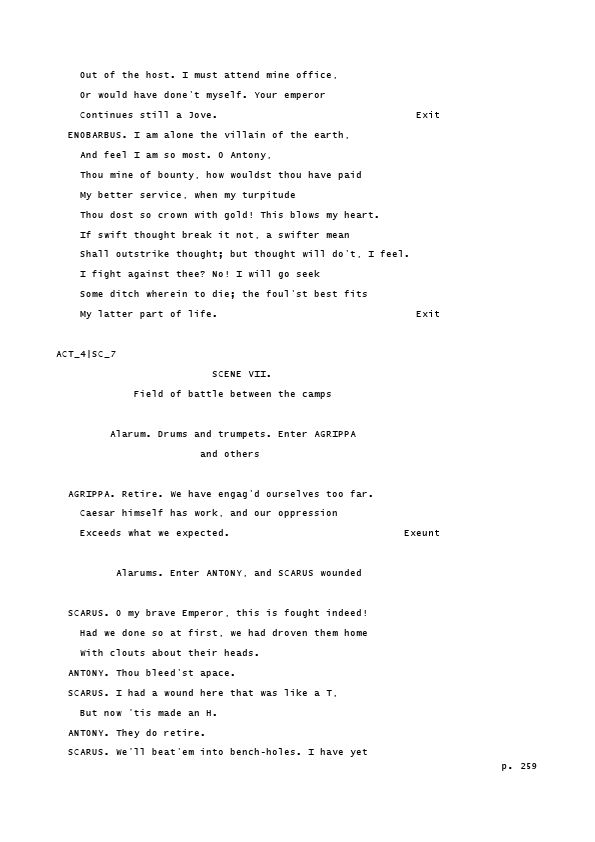 Out of the host. I must attend mine office,
Or would have done't myself. Your emperor
Continues still a Jove. Exit
ENOBARBUS. I am alone the villain of the earth,
And feel I am so most. O Antony,
Thou mine of bounty, how wouldst thou have paid
My better service, when my turpitude
Thou dost so crown with gold! This blows my heart.
If swift thought break it not, a swifter mean
Shall outstrike thought; but thought will do't, I feel.
I fight against thee? No! I will go seek
Some ditch wherein to die; the foul'st best fits
My latter part of life. Exit
ACT_4|SC_7
SCENE VII.
Field of battle between the camps
Alarum. Drums and trumpets. Enter AGRIPPA
and others
AGRIPPA. Retire. We have engag'd ourselves too far.
Caesar himself has work, and our oppression
Exceeds what we expected. Exeunt
Alarums. Enter ANTONY, and SCARUS wounded
SCARUS. O my brave Emperor, this is fought indeed!
Had we done so at first, we had droven them home
With clouts about their heads.
ANTONY. Thou bleed'st apace.
SCARUS. I had a wound here that was like a T,
But now 'tis made an H.
ANTONY. They do retire.
SCARUS. We'll beat'em into bench-holes. I have yet
p. 259